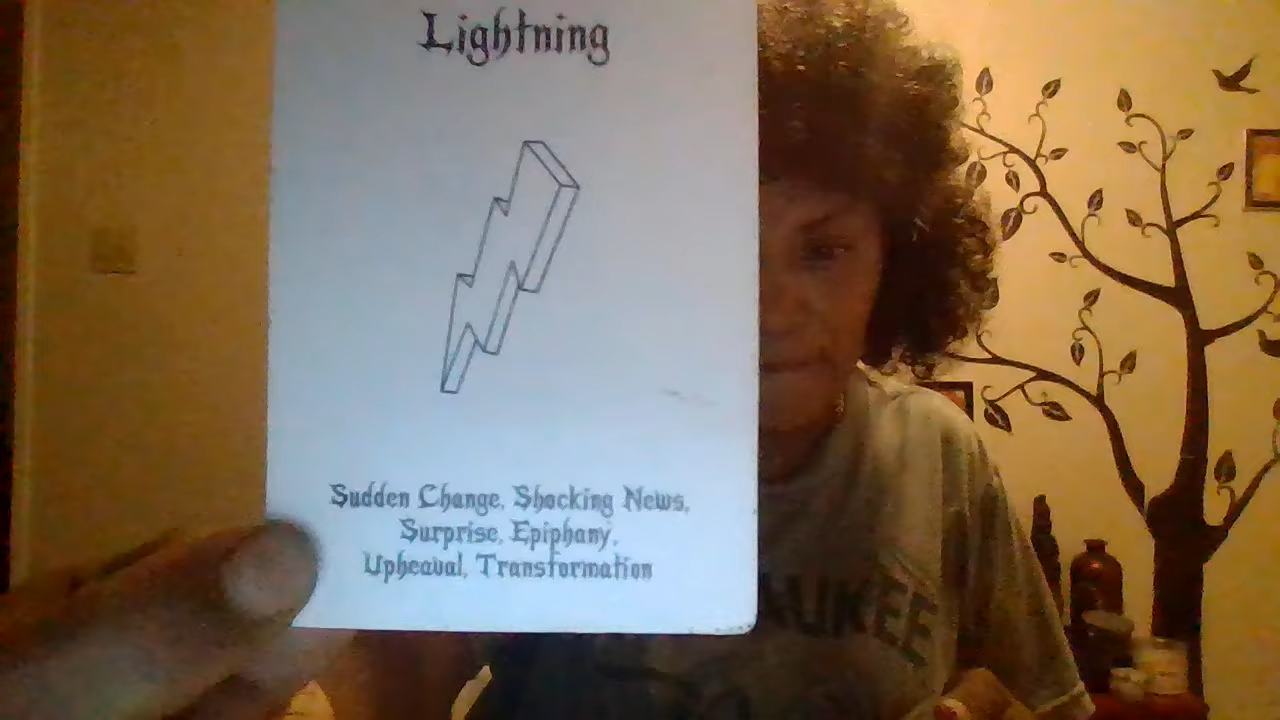 Lightning
Sudden Change, Shocking News,
Surprise, Epiphany,
Upheaval, Transformation